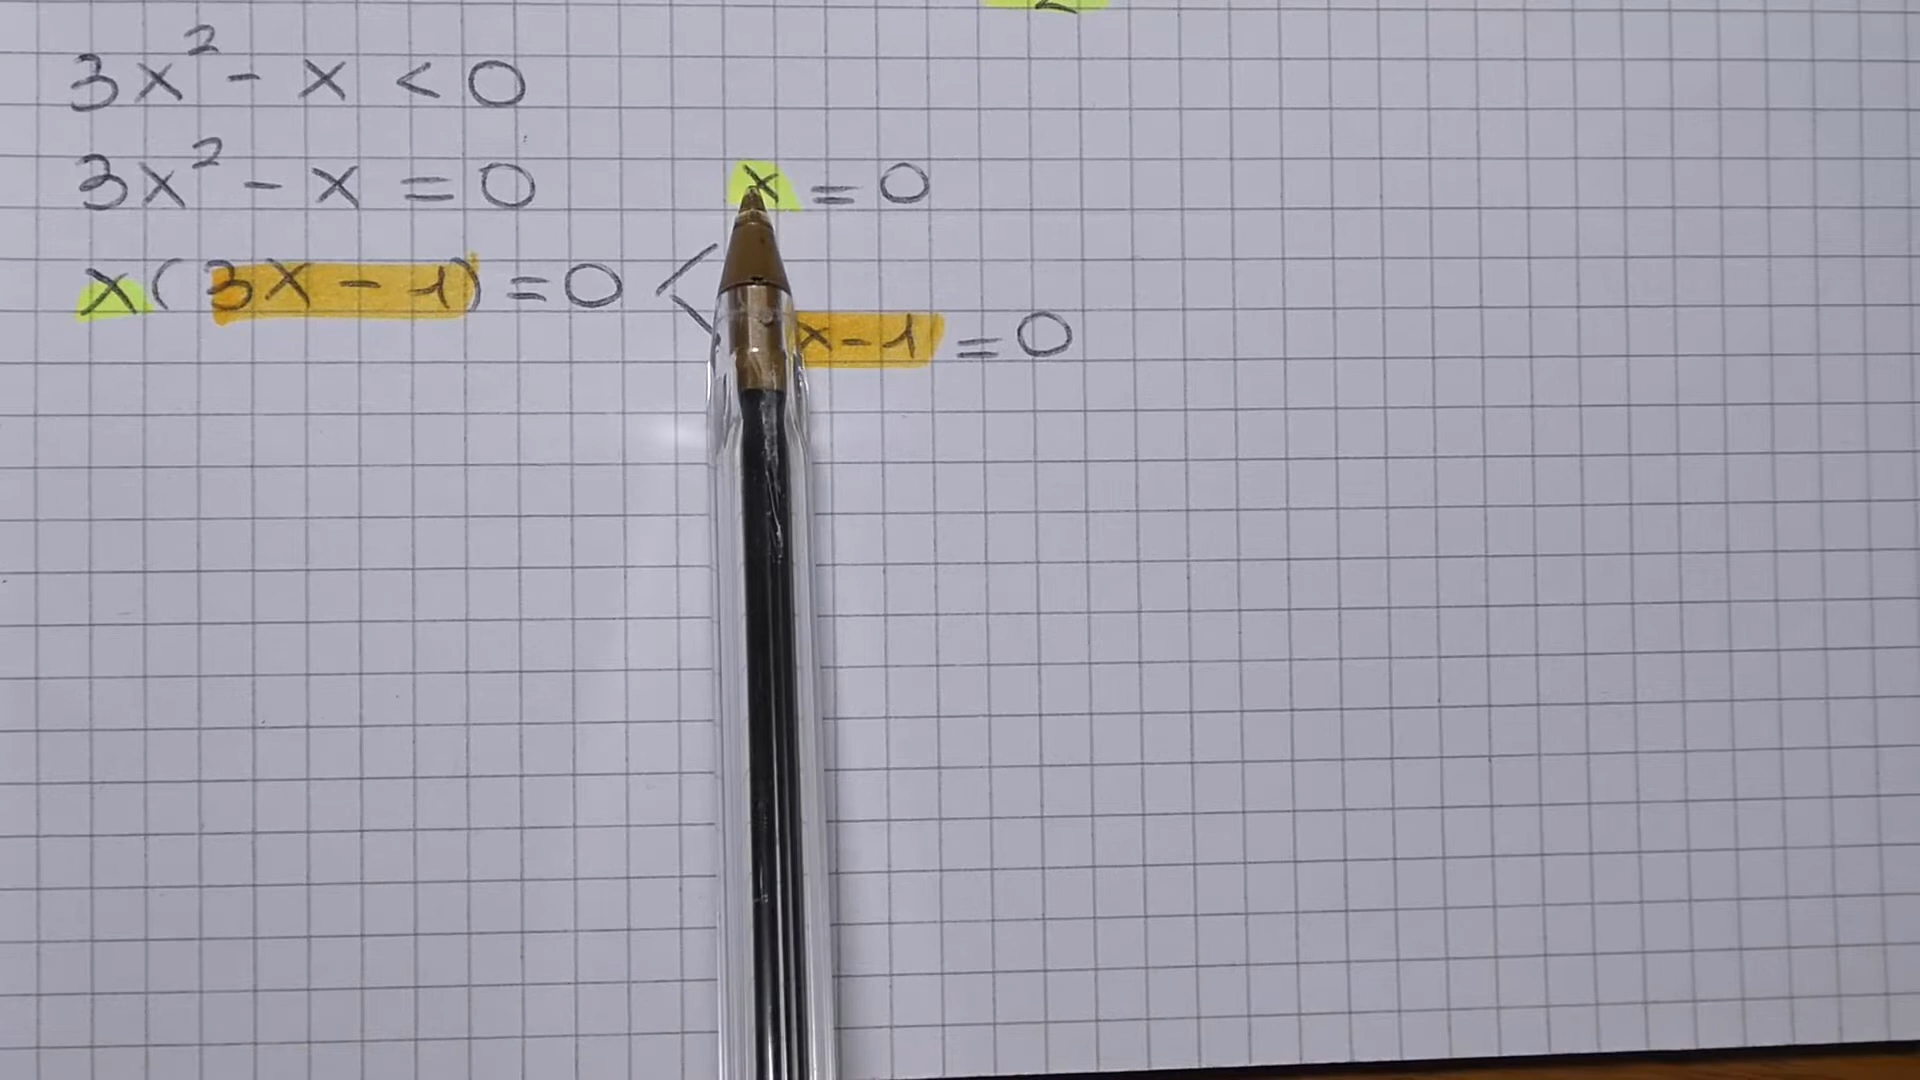 3x² - x < 0
3x² - x = 0
x = 0
x(3x - 1) = 0 <
x - 1 = 0